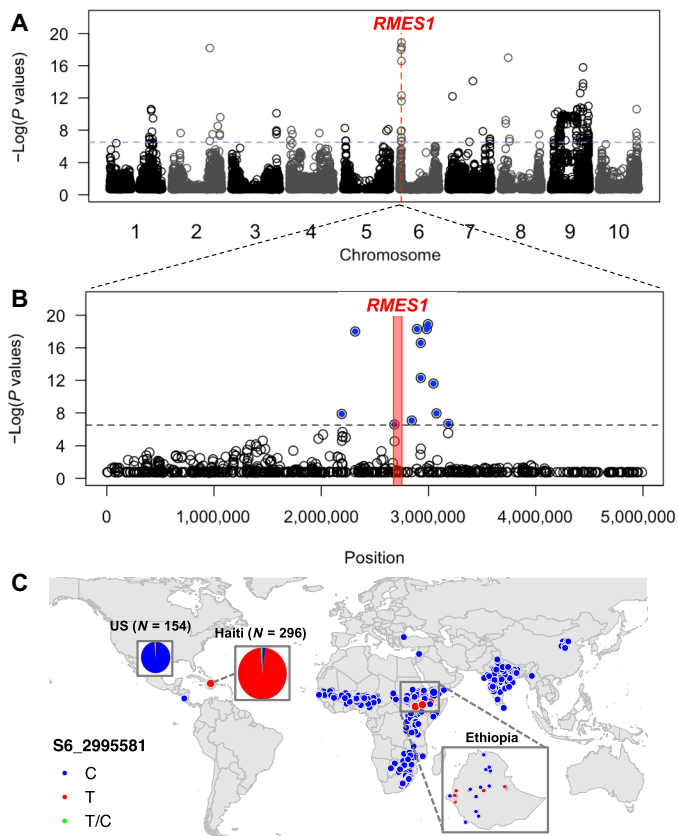 A
RMES1
20
16
12
8
4
0
−Log(P values)
1 2 3 4 5 6 7 8 9 10
Chromosome
B
RMES1
20
16
12
8
4
0
−Log(P values)
0 1,000,000 2,000,000 3,000,000 4,000,000 5,000,000
Position
C
US (N = 154)
Haiti (N = 296)
Ethiopia
S6_2995581
C
T
T/C